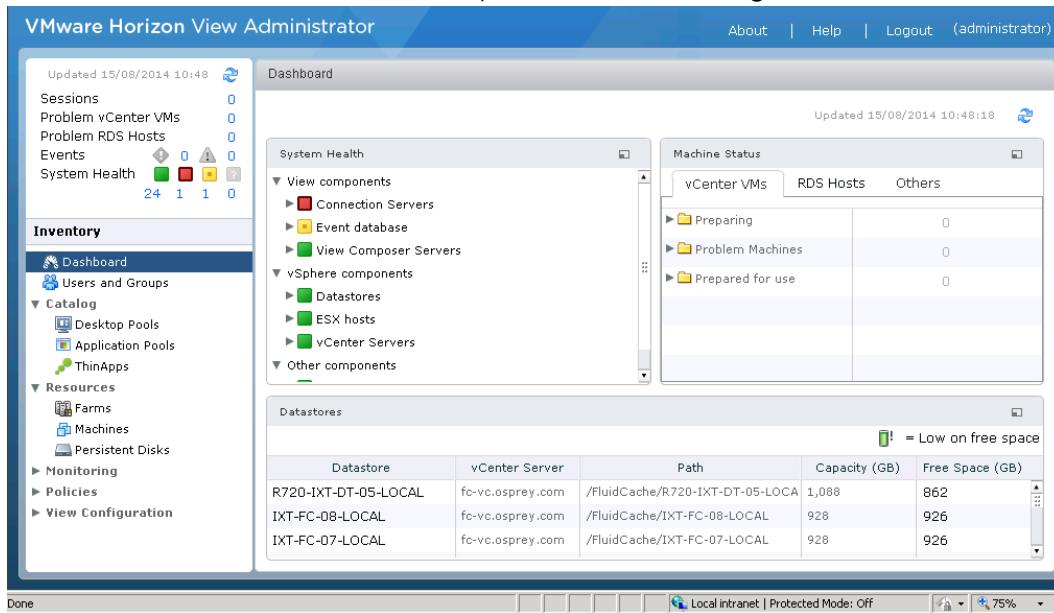 VMware Horizon View Administrator
About | Help | Logout (administrator)
Updated 15/08/2014 10:48
Sessions 0
Problem vCenter VMs 0
Problem RDS Hosts 0
Events 0 0
System Health ?
24 1 1 0
Inventory
Dashboard
Users and Groups
Catalog
Desktop Pools
Application Pools
ThinApps
Resources
Farms
Machines
Persistent Disks
Monitoring
Policies
View Configuration
Dashboard
Updated 15/08/2014 10:48:18
System Health
View components
Connection Servers
Event database
View Composer Servers
vSphere components
Datastores
ESX hosts
vCenter Servers
Other components
Machine Status
vCenter VMs RDS Hosts Others
Preparing 0
Problem Machines 0
Prepared for use 0
Datastores
! = Low on free space
Datastore vCenter Server Path Capacity (GB) Free Space (GB)
R720-IXT-DT-05-LOCAL fc-vc.osprey.com /FluidCache/R720-IXT-DT-05-LOCA 1,088 862
IXT-FC-08-LOCAL fc-vc.osprey.com /FluidCache/IXT-FC-08-LOCAL 928 926
IXT-FC-07-LOCAL fc-vc.osprey.com /FluidCache/IXT-FC-07-LOCAL 928 926
Done Local intranet | Protected Mode: Off 75%